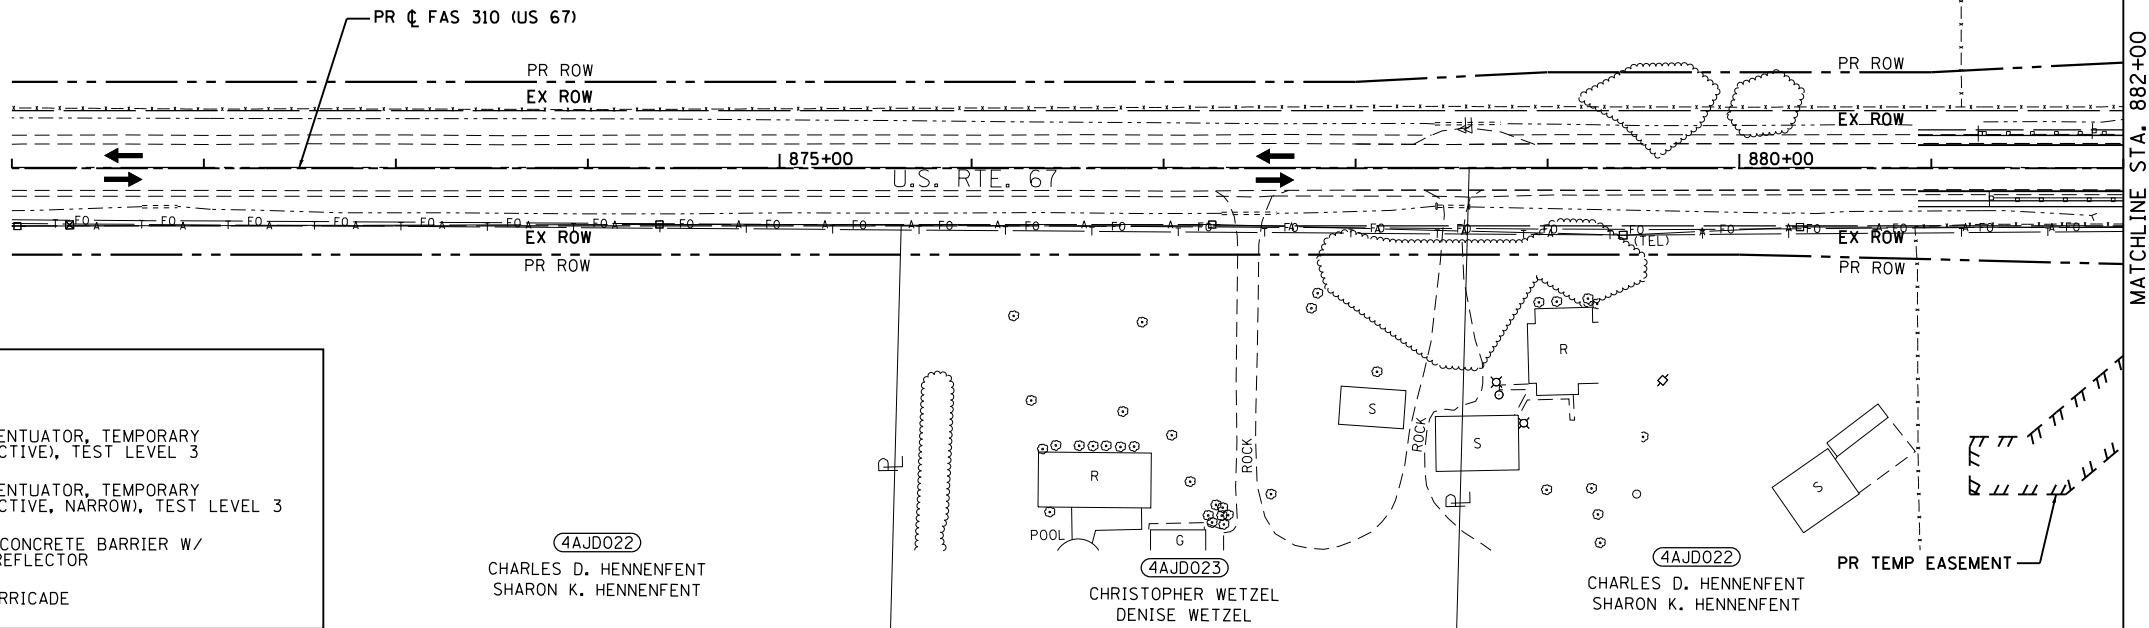 PR ℄ FAS 310 (US 67)
PR ROW
EX ROW
PR ROW
EX ROW
875+00
880+00
U.S. RTE. 67
EX ROW
PR ROW
(TEL)
EX ROW
PR ROW
MATCHLINE STA. 882+00
ENTUATOR, TEMPORARY
CTIVE), TEST LEVEL 3
ENTUATOR, TEMPORARY
CTIVE, NARROW), TEST LEVEL 3
CONCRETE BARRIER W/
REFLECTOR
RRICADE
4AJD022
CHARLES D. HENNENFENT
SHARON K. HENNENFENT
R
POOL
G
4AJD023
CHRISTOPHER WETZEL
DENISE WETZEL
ROCK
S
ROCK
S
R
4AJD022
CHARLES D. HENNENFENT
SHARON K. HENNENFENT
S
PR TEMP EASEMENT